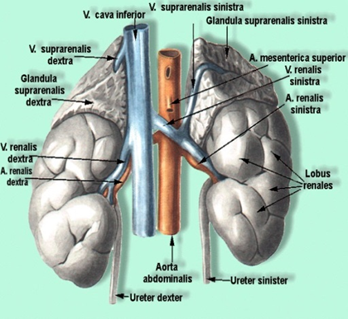 V. suprarenalis sinistra
V. cava inferior
Glandula suprarenalis sinistra
V. suprarenalis
dextra
A. mesenterica superior
V. renalis
sinistra
Glandula
suprarenalis
dextra
A. renalis
sinistra
V. renalis
dextra
A. renalis
dextra
Lobus
renales
Aorta
abdominalis
Ureter sinister
Ureter dexter